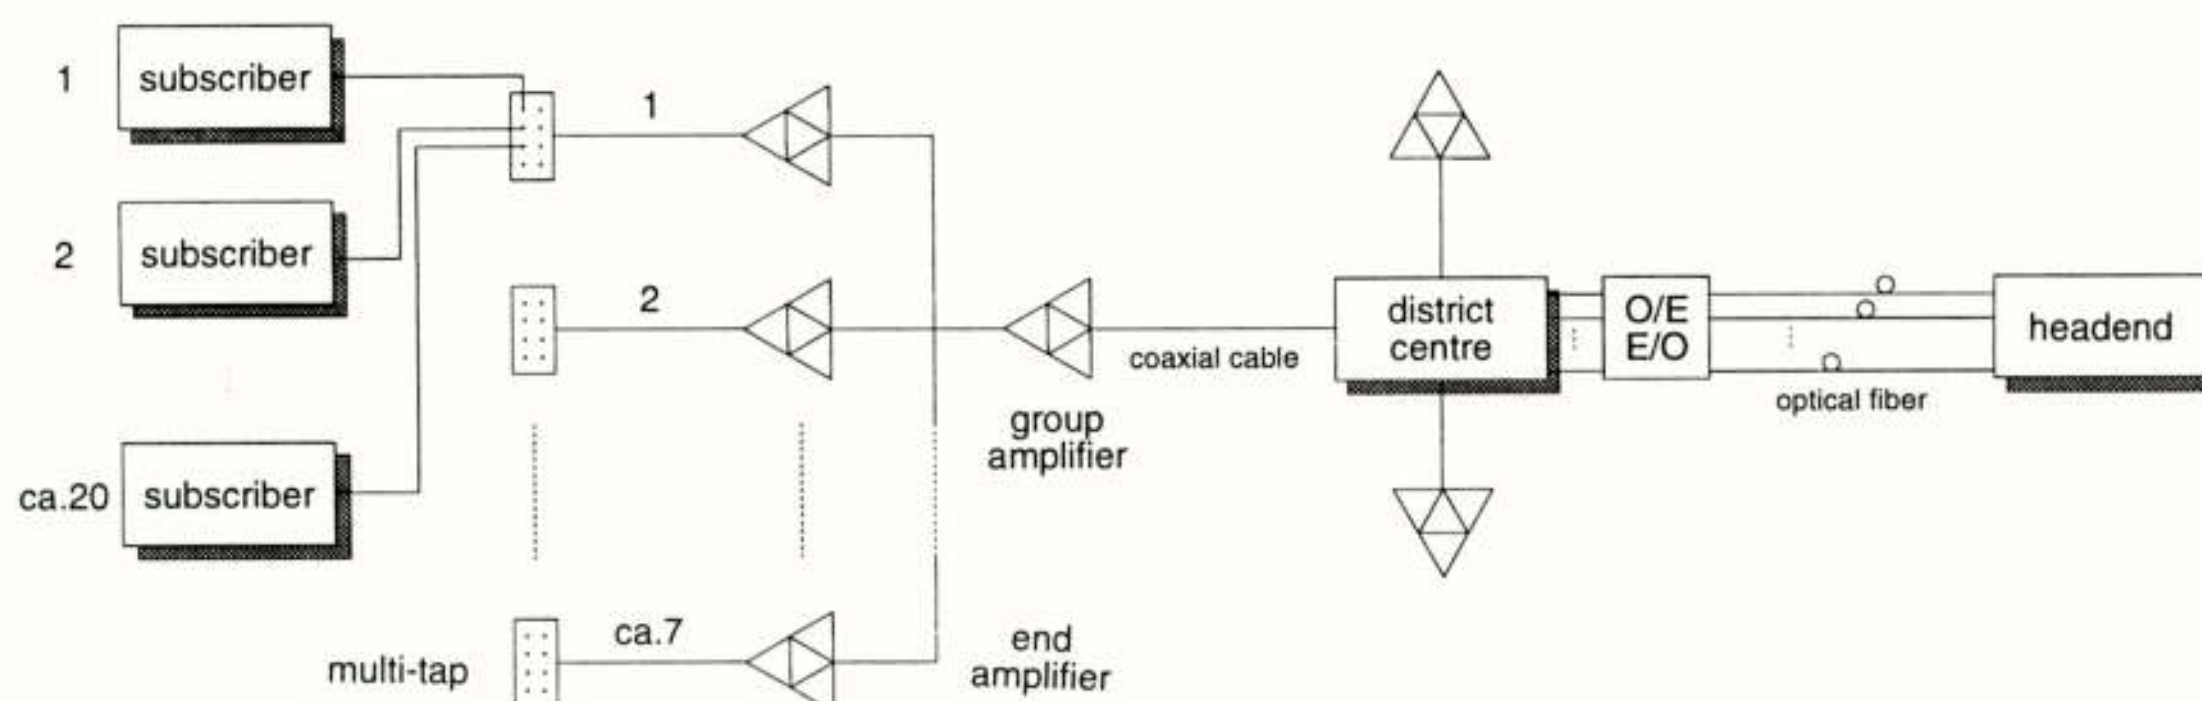 1
subscriber
1
2
subscriber
2
ca.20
subscriber
multi-tap
ca.7
end
amplifier
group
amplifier
coaxial cable
district
centre
O/E
E/O
optical fiber
headend